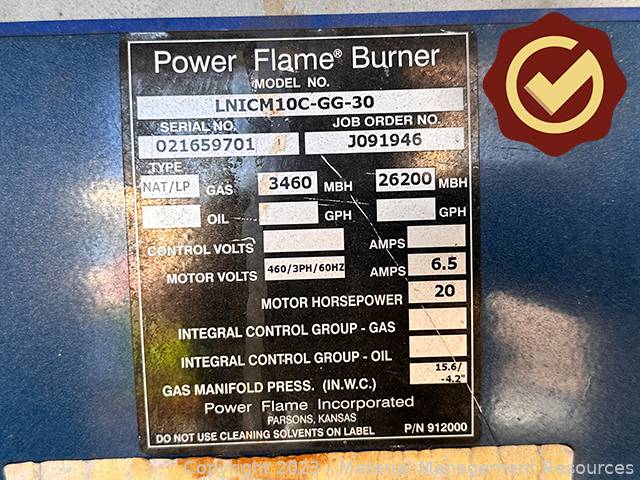 Power Flame® Burner
MODEL NO.
LNICM10C-GG-30
SERIAL NO. JOB ORDER NO.
021659701 J091946
TYPE
NAT/LP GAS 3460 MBH 26200 MBH
OIL GPH GPH
CONTROL VOLTS AMPS
MOTOR VOLTS 460/3PH/60HZ AMPS 6.5
MOTOR HORSEPOWER 20
INTEGRAL CONTROL GROUP - GAS
INTEGRAL CONTROL GROUP - OIL
GAS MANIFOLD PRESS. (IN.W.C.) 15.6/
-4.2"
Power Flame Incorporated
PARSONS, KANSAS
DO NOT USE CLEANING SOLVENTS ON LABEL P/N 912000
Copyright 2023 - Material Management Resources